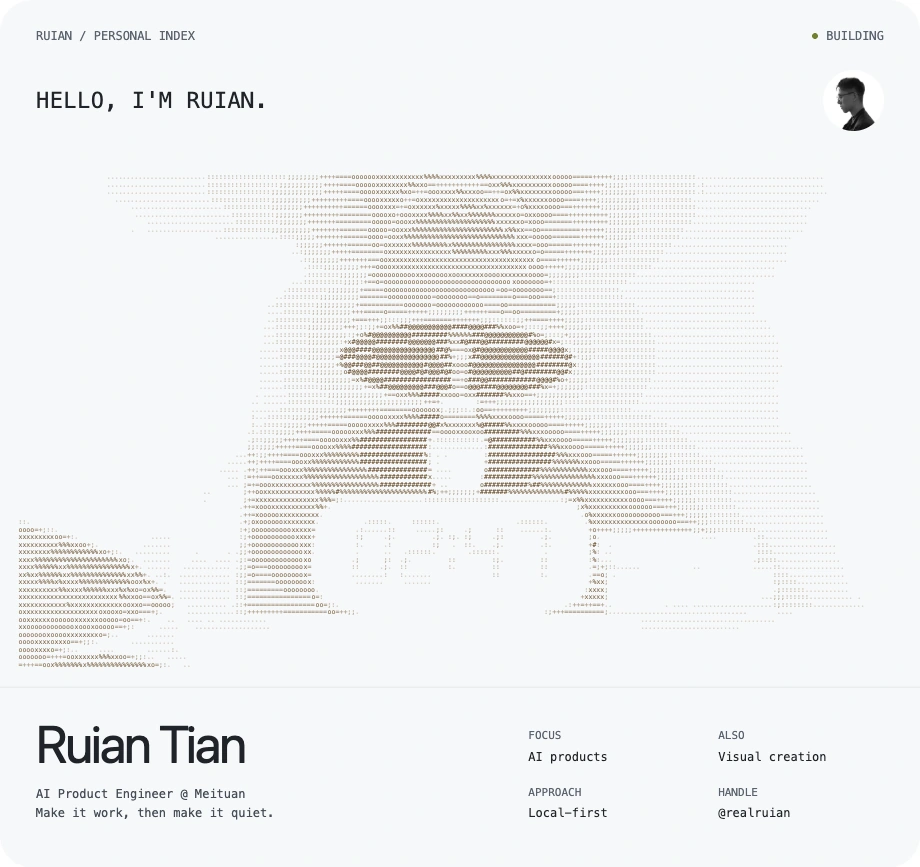 RUIAN / PERSONAL INDEX
BUILDING
HELLO, I'M RUIAN.
Ruian Tian
AI Product Engineer @ Meituan
Make it work, then make it quiet.
FOCUS
AI products
ALSO
Visual creation
APPROACH
Local-first
HANDLE
@realruian